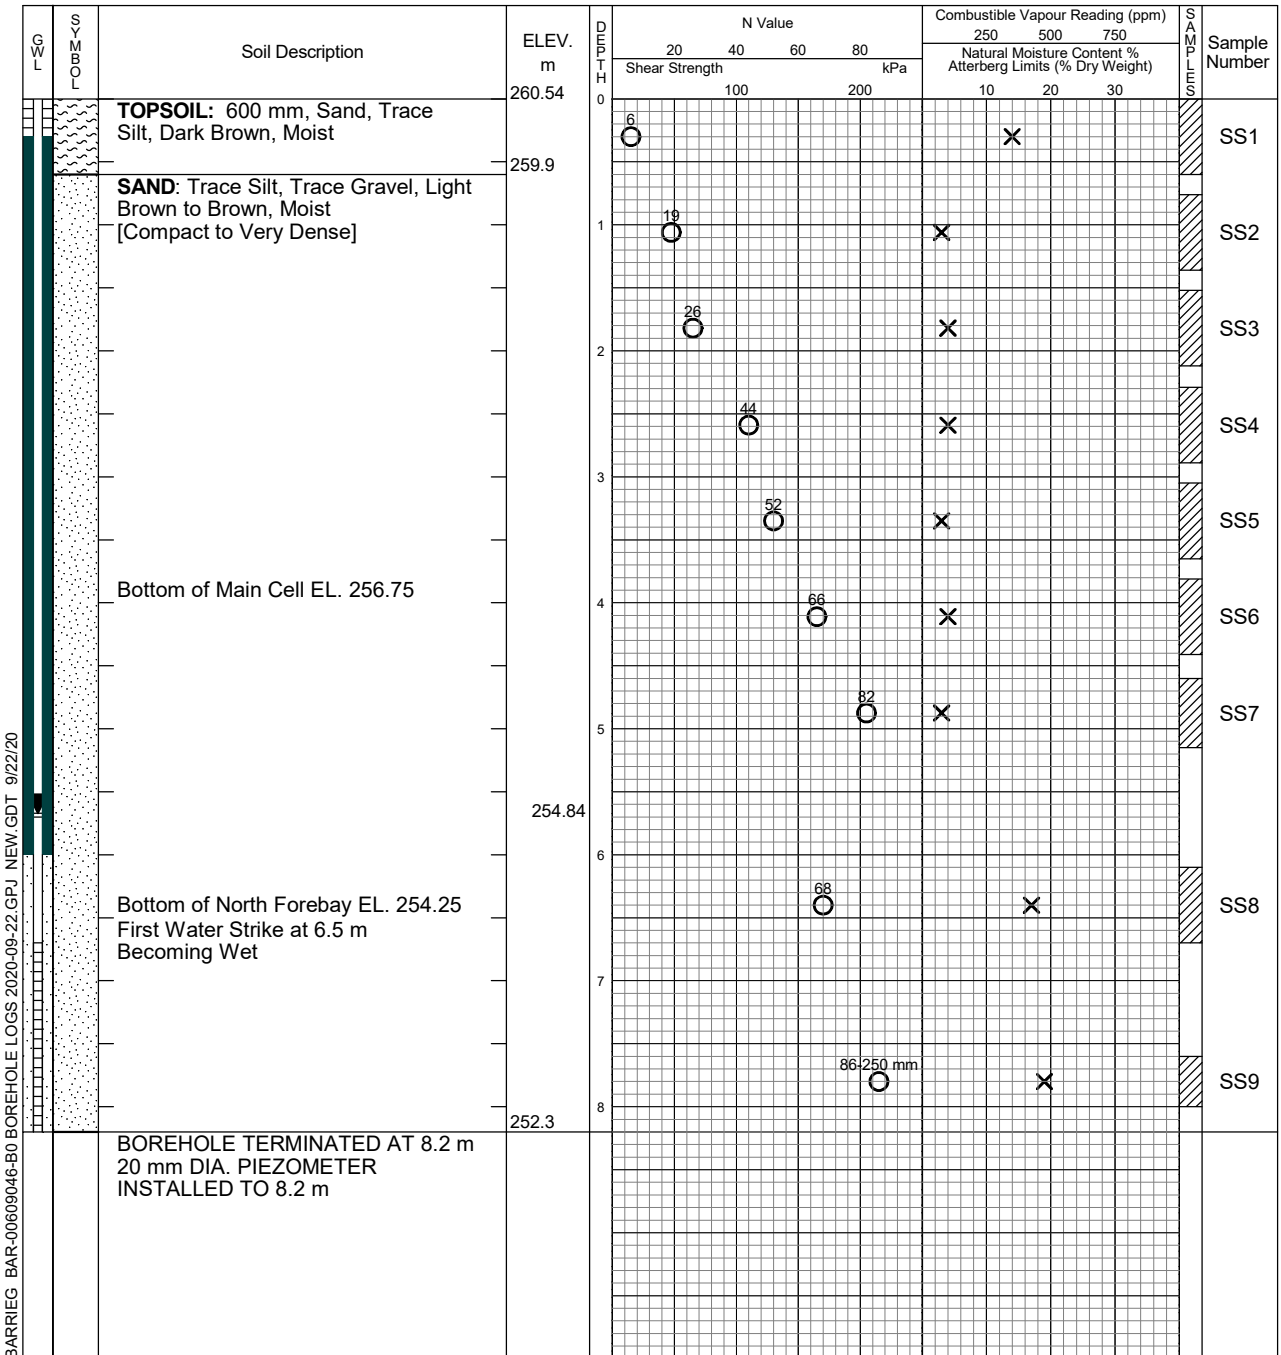 GWL
SYMBOL
Soil Description
ELEV.
m
DEPTH
N Value
20 40 60 80
Shear Strength kPa
100 200
Combustible Vapour Reading (ppm)
250 500 750
Natural Moisture Content %
Atterberg Limits (% Dry Weight)
10 20 30
SAMPLES
Sample
Number
260.54
0
TOPSOIL: 600 mm, Sand, Trace
Silt, Dark Brown, Moist
6
SS1
259.9
SAND: Trace Silt, Trace Gravel, Light
Brown to Brown, Moist
[Compact to Very Dense]
19
1
SS2
26
SS3
2
44
SS4
3
52
SS5
Bottom of Main Cell EL. 256.75
4
66
SS6
82
SS7
5
254.84
6
Bottom of North Forebay EL. 254.25
First Water Strike at 6.5 m
Becoming Wet
68
SS8
7
86-250 mm
SS9
8
252.3
BOREHOLE TERMINATED AT 8.2 m
20 mm DIA. PIEZOMETER
INSTALLED TO 8.2 m
BARRIEG BAR-00609046-B0 BOREHOLE LOGS 2020-09-22.GPJ NEW.GDT 9/22/20